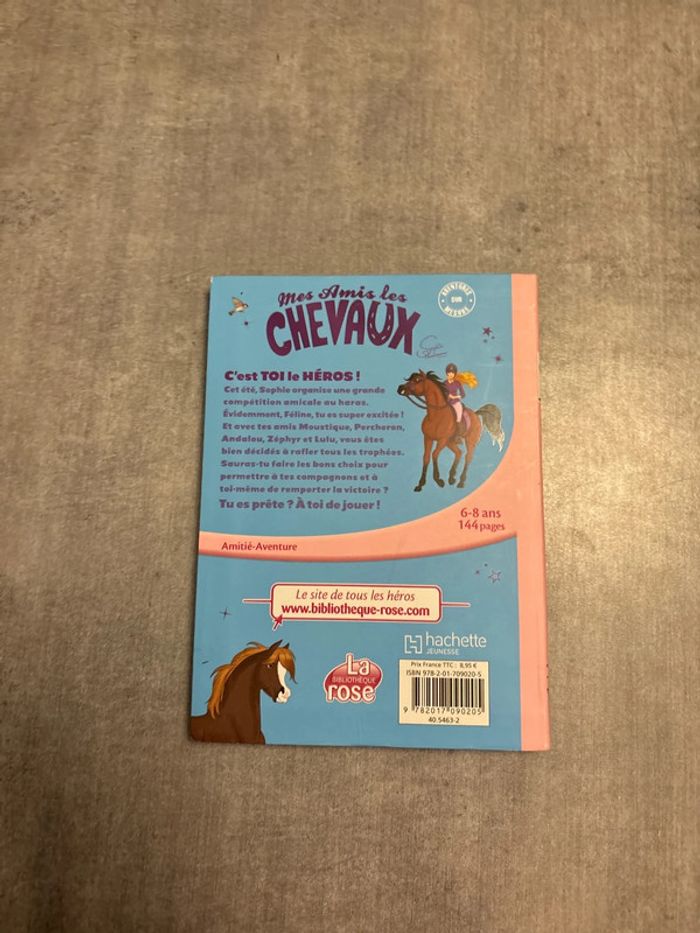 Mes Amis les
CHEVAUX
AVENTURES
SUR
MESURE
C'est TOI le HÉROS !
Cet été, Sophie organise une grande
compétition amicale au haras.
Évidemment, Féline, tu es super excitée !
Et avec tes amis Moustique, Percheron,
Andalou, Zéphyr et Lulu, vous êtes
bien décidés à rafler tous les trophées.
Sauras-tu faire les bons choix pour
permettre à tes compagnons et à
toi-même de remporter la victoire ?
Tu es prête ? À toi de jouer !
6-8 ans
144 pages
Amitié-Aventure
Le site de tous les héros
www.bibliotheque-rose.com
hachette
JEUNESSE
La
BIBLIOTHÈQUE
rose
Prix France TTC : 8,95 €
ISBN 978-2-01-709020-5
9 782017 090205
40.5463-2